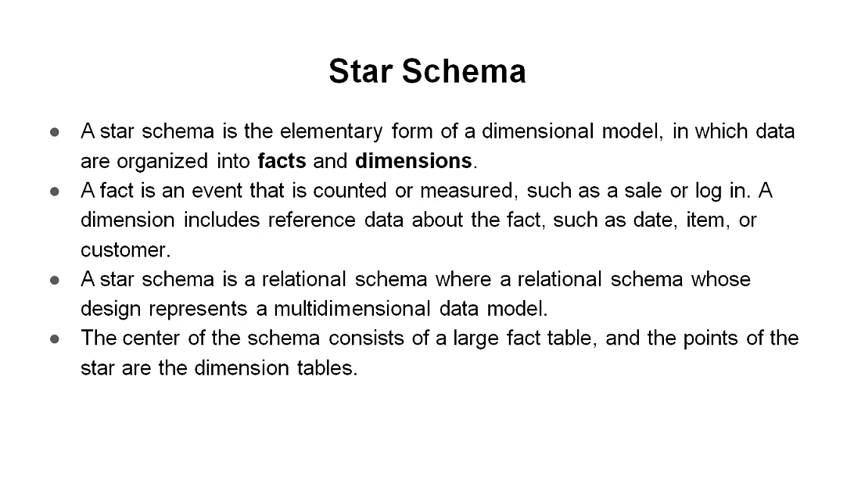 Star Schema
● A star schema is the elementary form of a dimensional model, in which data
are organized into facts and dimensions.
● A fact is an event that is counted or measured, such as a sale or log in. A
dimension includes reference data about the fact, such as date, item, or
customer.
● A star schema is a relational schema where a relational schema whose
design represents a multidimensional data model.
● The center of the schema consists of a large fact table, and the points of the
star are the dimension tables.